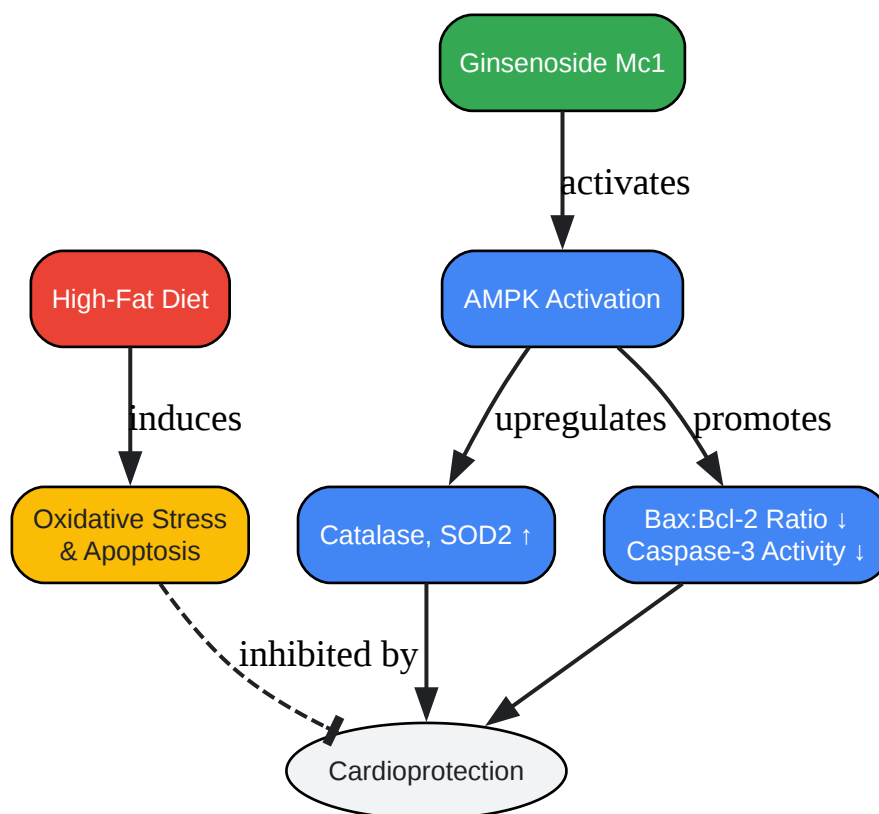 Ginsenoside Mc1
activates
High-Fat Diet
AMPK Activation
induces
upregulates
promotes
Oxidative Stress
& Apoptosis
Catalase, SOD2 ↑
Bax:Bcl-2 Ratio ↓
Caspase-3 Activity ↓
inhibited by
Cardioprotection